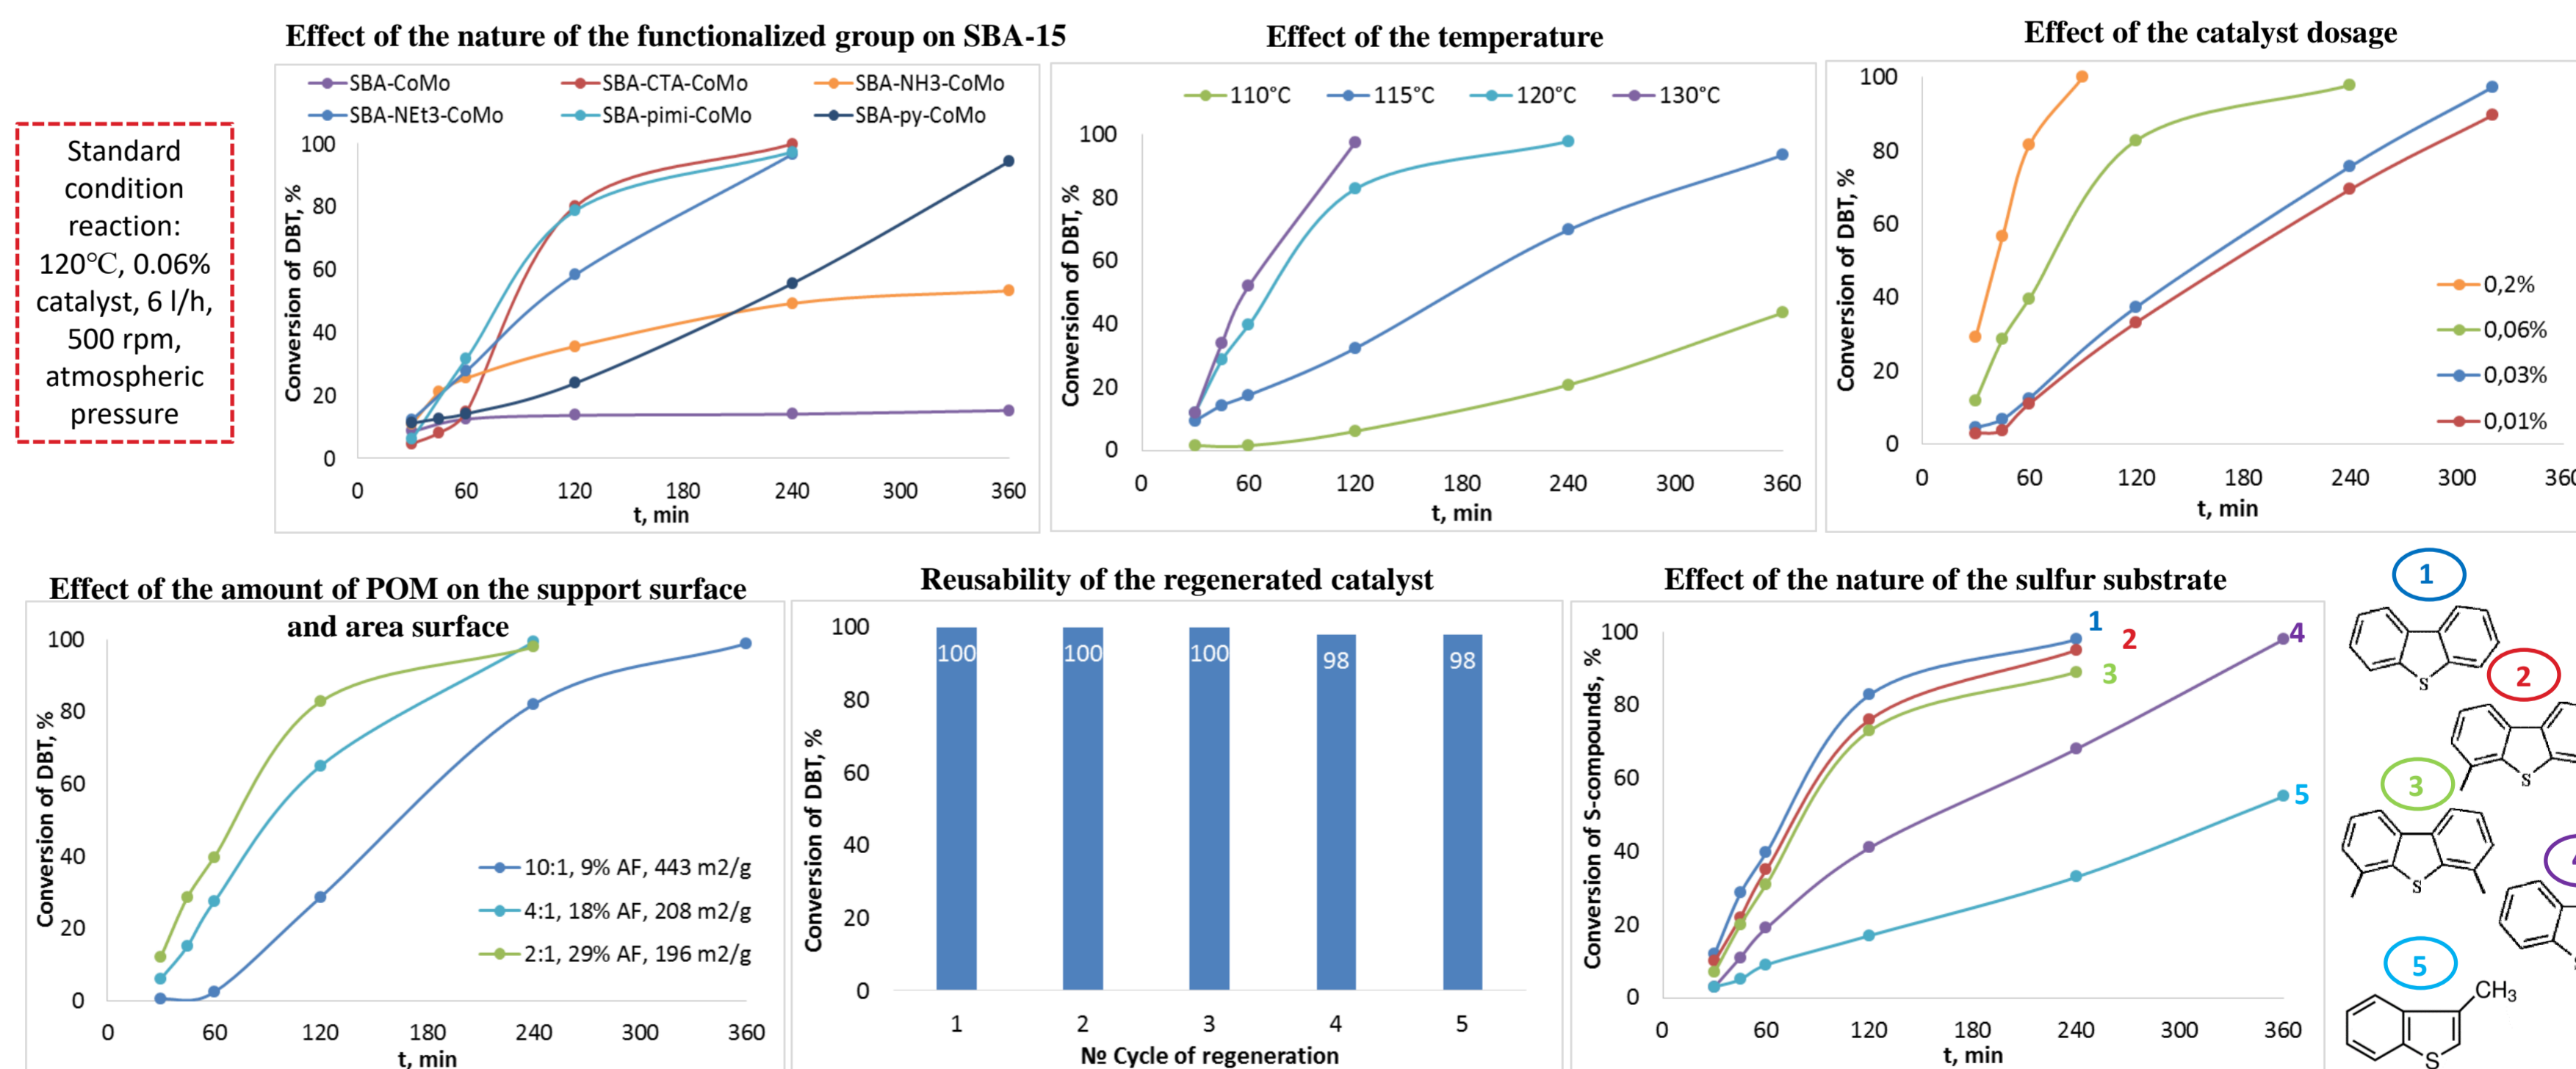 Effect of the nature of the functionalized group on SBA-15
Effect of the temperature
Effect of the catalyst dosage
Standard
condition
reaction:
120℃, 0.06%
catalyst, 6 l/h,
500 rpm,
atmospheric
pressure
SBA-CoMo
SBA-CTA-CoMo
SBA-NH3-CoMo
SBA-NEt3-CoMo
SBA-pimi-CoMo
SBA-py-CoMo
Conversion of DBT, %
100
80
60
40
20
0
0 60 120 180 240 300 360
t, min
110°C 115°C 120°C 130°C
Conversion of DBT, %
100
80
60
40
20
0
0 60 120 180 240 300 360
t, min
Conversion of DBT, %
100
80
60
40
20
0
0,2%
0,06%
0,03%
0,01%
0 60 120 180 240 300 360
t, min
Effect of the amount of POM on the support surface
and area surface
Conversion of DBT, %
100
80
60
40
20
0
10:1, 9% AF, 443 m2/g
4:1, 18% AF, 208 m2/g
2:1, 29% AF, 196 m2/g
0 60 120 180 240 300 360
t, min
Reusability of the regenerated catalyst
Conversion of DBT, %
100
80
60
40
20
0
100 100 100 98 98
1 2 3 4 5
№ Cycle of regeneration
Effect of the nature of the sulfur substrate
Conversion of S-compounds, %
100
80
60
40
20
0
1
2
3
4
5
0 60 120 180 240 300 360
t, min
1
S
2
S
3
S
5
CH3
S